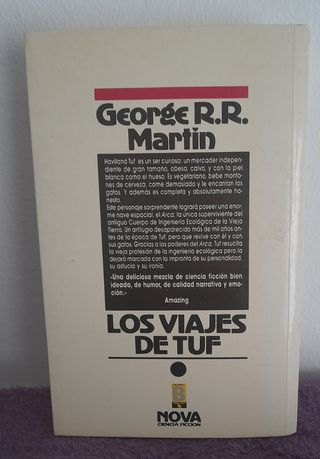 George R.R.
Martin
Haviland Tuf es un ser curioso: un mercader indepen-
diente de gran tamaño, obeso, calvo, y con la piel
blanca como el hueso. Es vegetariano, bebe monto-
nes de cerveza, come demasiado y le encantan los
gatos. Y además es completa y absolutamente ho-
nesto.
Este personaje sorprendente logrará poseer una enor-
me nave espacial, el Arca, la única superviviente del
antiguo Cuerpo de Ingeniería Ecológica de la Vieja
Tierra. Un artilugio desaparecido más de mil años an-
tes de la época de Tuf, pero que revive con él y con
sus gatos. Gracias a los poderes del Arca, Tuf resucita
la vieja profesión de la ingeniería ecológica pero la
dejará marcada con la impronta de su personalidad,
su astucia y su ironía.
«Una deliciosa mezcla de ciencia ficción bien
ideada, de humor, de calidad narrativa y emo-
ción.»
Amazing
LOS VIAJES
DE TUF
B
NOVA
CIENCIA FICCION